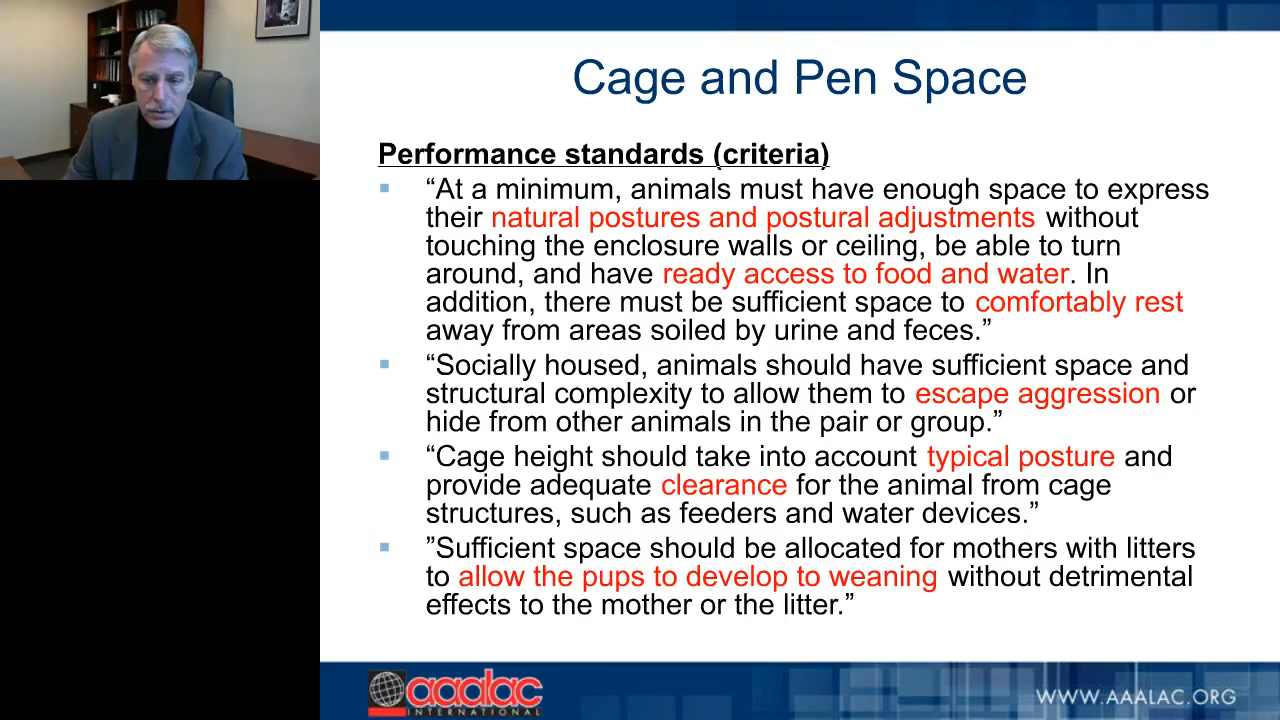 Cage and Pen Space
Performance standards (criteria)
“At a minimum, animals must have enough space to express
their natural postures and postural adjustments without
touching the enclosure walls or ceiling, be able to turn
around, and have ready access to food and water. In
addition, there must be sufficient space to comfortably rest
away from areas soiled by urine and feces.”
“Socially housed, animals should have sufficient space and
structural complexity to allow them to escape aggression or
hide from other animals in the pair or group.”
“Cage height should take into account typical posture and
provide adequate clearance for the animal from cage
structures, such as feeders and water devices.”
”Sufficient space should be allocated for mothers with litters
to allow the pups to develop to weaning without detrimental
effects to the mother or the litter.”
aaalac
INTERNATIONAL
WWW.AAALAC.ORG